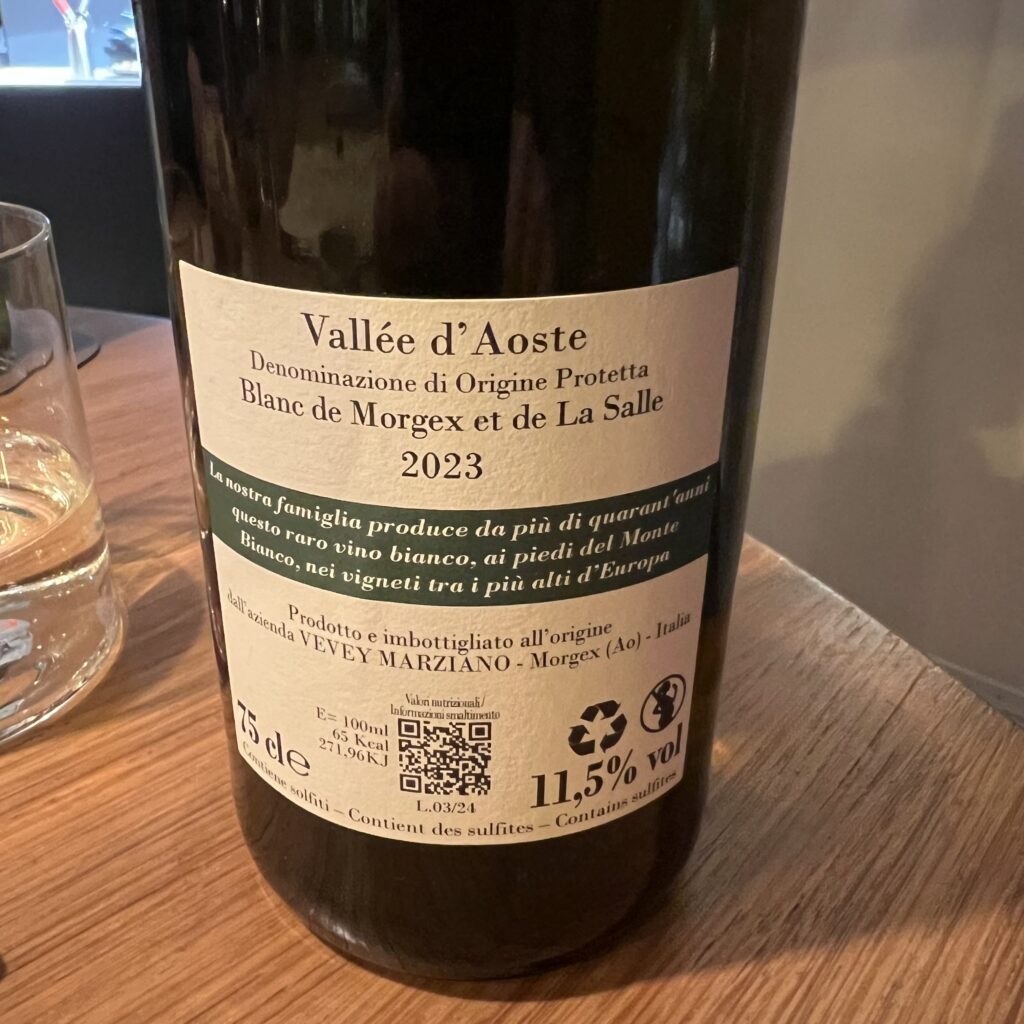 Vallée d'Aoste
Denominazione di Origine Protetta
Blanc de Morgex et de La Salle
2023
La nostra famiglia produce da più di quarant'anni
questo raro vino bianco, ai piedi del Monte
Bianco, nei vigneti tra i più alti d'Europa
Prodotto e imbottigliato all'origine
dall'azienda VEVEY MARZIANO - Morgex (Ao) - Italia
Valori nutrizionali/
Informazioni smaltimento
75 cl e
E= 100ml
65 Kcal
271,96KJ
L.03/24
11,5% vol
Contiene solfiti – Contient des sulfites – Contains sulfites